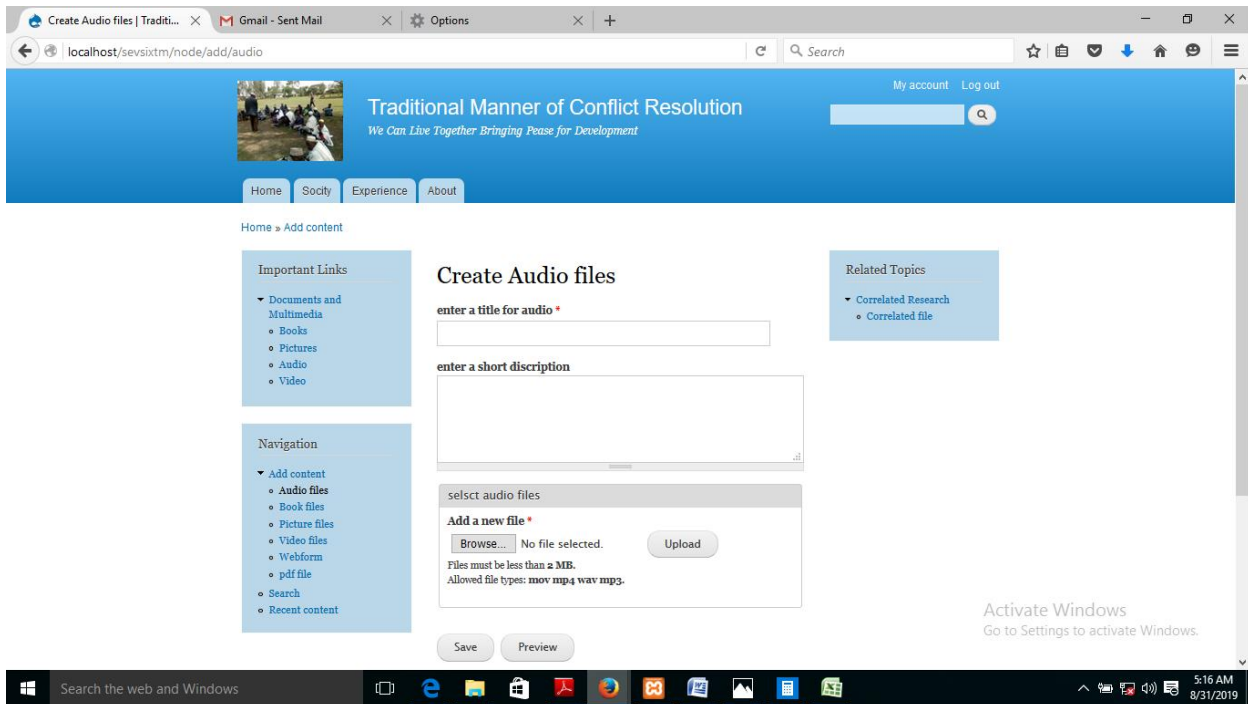 Create Audio files | Traditi...
Gmail - Sent Mail
Options
localhost/sevsixtm/node/add/audio
Search
My account Log out
Traditional Manner of Conflict Resolution
We Can Live Together Bringing Pease for Development
Home Socity Experience About
Home » Add content
Important Links
Documents and
Multimedia
Books
Pictures
Audio
Video
Navigation
Add content
Audio files
Book files
Picture files
Video files
Webform
pdf file
Search
Recent content
Create Audio files
enter a title for audio *
enter a short discription
selsct audio files
Add a new file *
Browse... No file selected. Upload
Files must be less than 2 MB.
Allowed file types: mov mp4 wav mp3.
Save Preview
Related Topics
Correlated Research
Correlated file
Activate Windows
Go to Settings to activate Windows.
Search the web and Windows
5:16 AM
8/31/2019